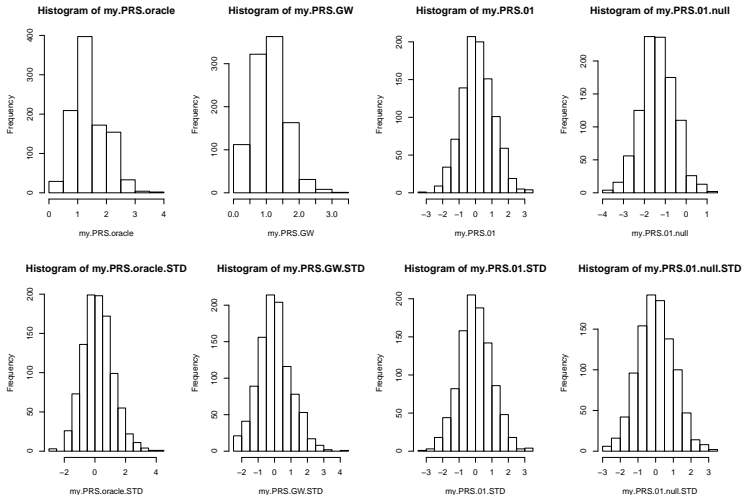 Histogram of my.PRS.oracle
Frequency
0 100 200 300 400
0 1 2 3 4
my.PRS.oracle
Histogram of my.PRS.GW
Frequency
0 100 200 300
0.0 1.0 2.0 3.0
my.PRS.GW
Histogram of my.PRS.01
Frequency
0 50 100 150 200
−3 −2 −1 0 1 2 3
my.PRS.01
Histogram of my.PRS.01.null
Frequency
0 50 100 200
−4 −3 −2 −1 0 1
my.PRS.01.null
Histogram of my.PRS.oracle.STD
Frequency
0 50 100 150 200
−2 0 2 4
my.PRS.oracle.STD
Histogram of my.PRS.GW.STD
Frequency
0 50 100 150 200
−2 −1 0 1 2 3 4
my.PRS.GW.STD
Histogram of my.PRS.01.STD
Frequency
0 50 100 150 200
−3 −2 −1 0 1 2 3
my.PRS.01.STD
Histogram of my.PRS.01.null.STD
Frequency
0 50 100 150
−3 −2 −1 0 1 2 3
my.PRS.01.null.STD